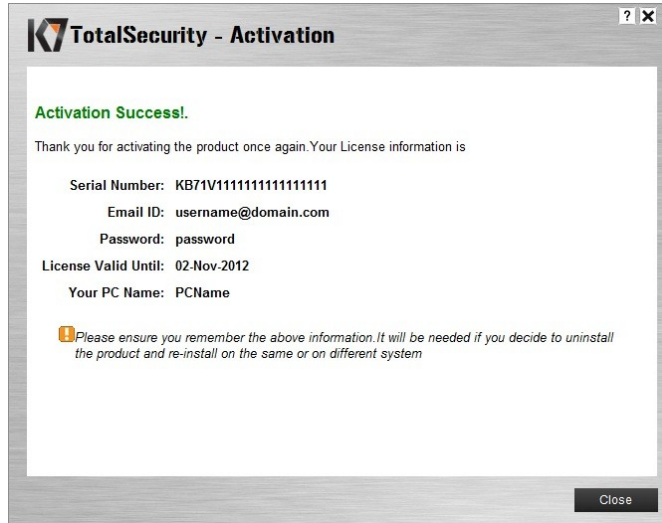 ? X
K7 TotalSecurity - Activation
Activation Success!.
Thank you for activating the product once again.Your License information is
Serial Number: KB71V1111111111111111
Email ID: username@domain.com
Password: password
License Valid Until: 02-Nov-2012
Your PC Name: PCName
!Please ensure you remember the above information.It will be needed if you decide to uninstall
the product and re-install on the same or on different system
Close